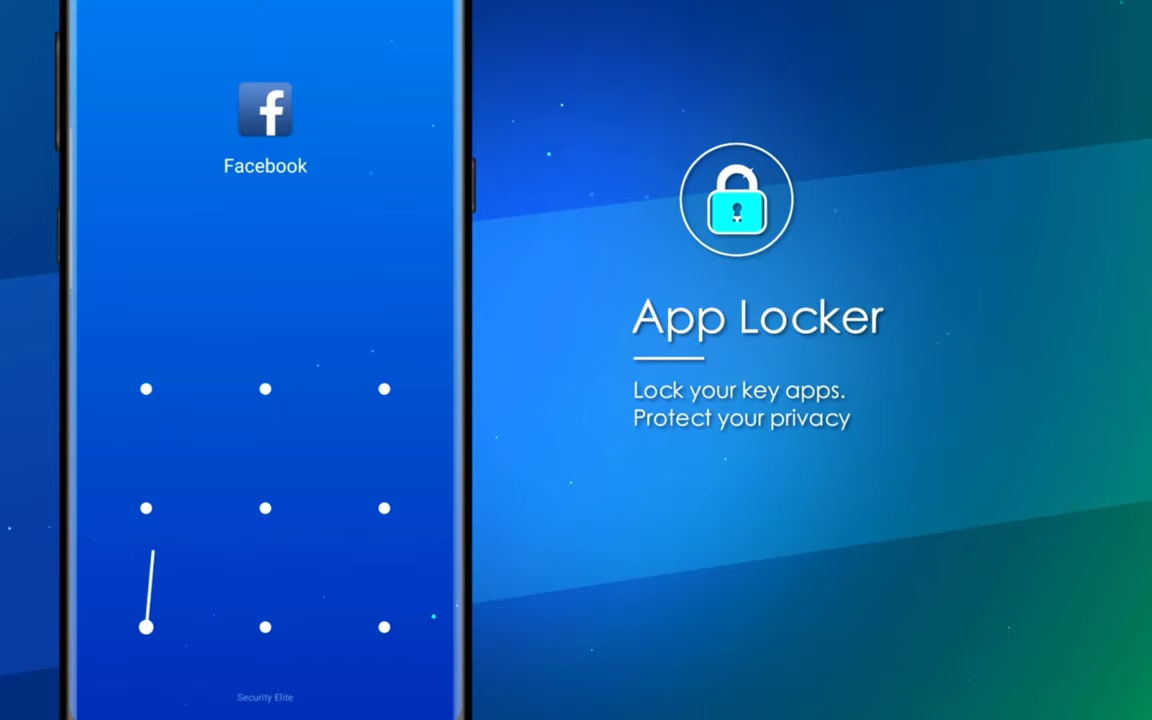 Facebook
Security Elite
App Locker
Lock your key apps.
Protect your privacy